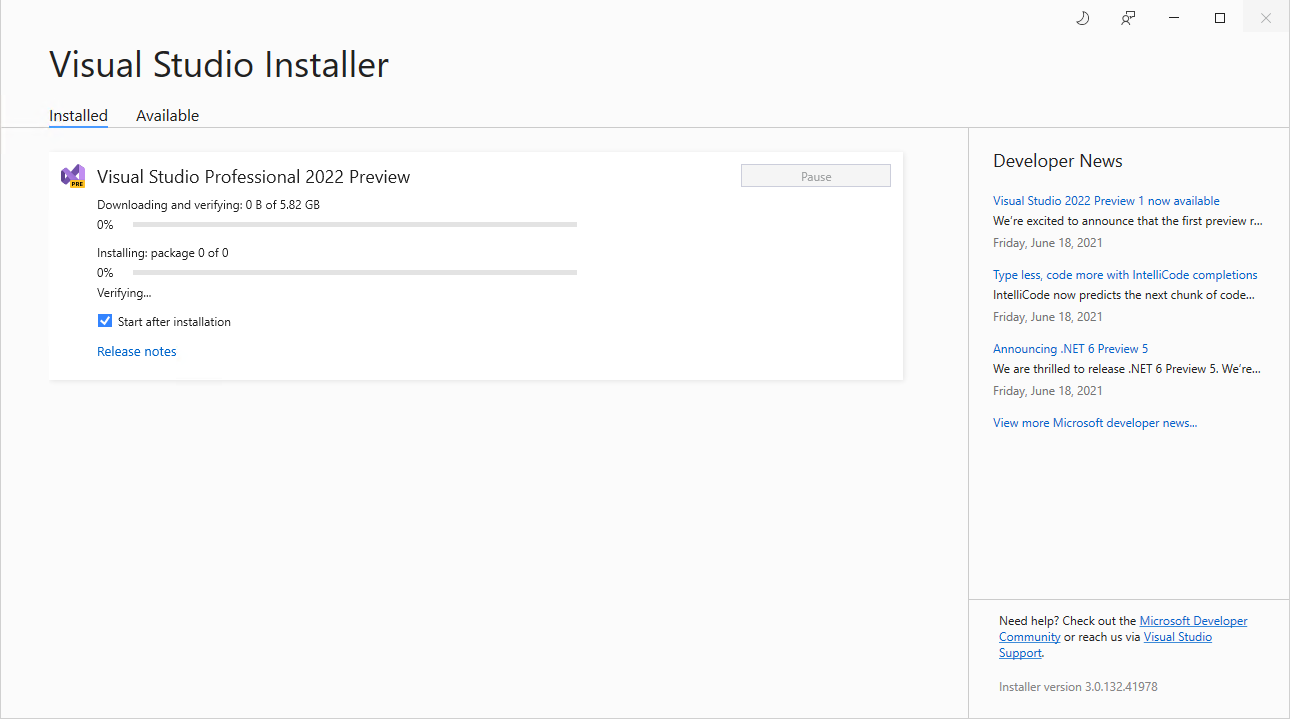 Visual Studio Installer
Installed Available
PRE
Visual Studio Professional 2022 Preview
Pause
Downloading and verifying: 0 B of 5.82 GB
0%
Installing: package 0 of 0
0%
Verifying...
Start after installation
Release notes
Developer News
Visual Studio 2022 Preview 1 now available
We're excited to announce that the first preview r...
Friday, June 18, 2021
Type less, code more with IntelliCode completions
IntelliCode now predicts the next chunk of code...
Friday, June 18, 2021
Announcing .NET 6 Preview 5
We are thrilled to release .NET 6 Preview 5. We're...
Friday, June 18, 2021
View more Microsoft developer news...
Need help? Check out the Microsoft Developer
Community or reach us via Visual Studio
Support.
Installer version 3.0.132.41978